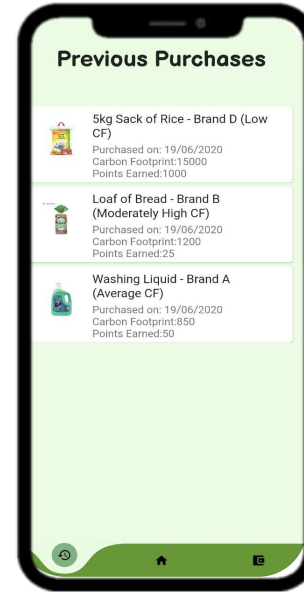 Previous Purchases
5kg Sack of Rice - Brand D (Low
CF)
Purchased on: 19/06/2020
Carbon Footprint:15000
Points Earned:1000
Loaf of Bread - Brand B
(Moderately High CF)
Purchased on: 19/06/2020
Carbon Footprint:1200
Points Earned:25
Washing Liquid - Brand A
(Average CF)
Purchased on: 19/06/2020
Carbon Footprint:850
Points Earned:50